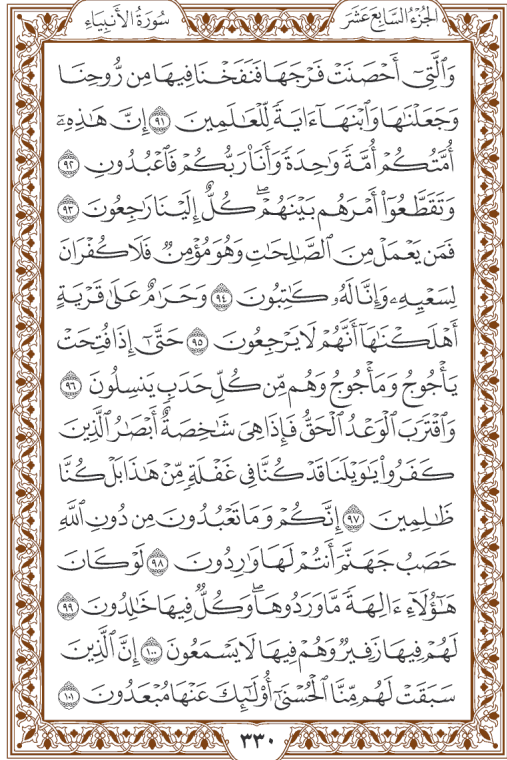 الجزء السابع عشر
سورة الأنبياء
وَٱلَّتِىٓ أَحْصَنَتْ فَرْجَهَا فَنَفَخْنَا فِيهَا مِن رُّوحِنَا
وَجَعَلْنَـٰهَا وَٱبْنَهَآ ءَايَةً لِّلْعَـٰلَمِينَ ٩١ إِنَّ هَـٰذِهِۦٓ
أُمَّتُكُمْ أُمَّةً وَٰحِدَةً وَأَنَا۠ رَبُّكُمْ فَٱعْبُدُونِ ٩٢
وَتَقَطَّعُوٓا۟ أَمْرَهُم بَيْنَهُمْ ۖ كُلٌّ إِلَيْنَا رَٰجِعُونَ ٩٣
فَمَن يَعْمَلْ مِنَ ٱلصَّـٰلِحَـٰتِ وَهُوَ مُؤْمِنٌ فَلَا كُفْرَانَ
لِسَعْيِهِۦ وَإِنَّا لَهُۥ كَـٰتِبُونَ ٩٤ وَحَرَٰمٌ عَلَىٰ قَرْيَةٍ
أَهْلَكْنَـٰهَآ أَنَّهُمْ لَا يَرْجِعُونَ ٩٥ حَتَّىٰٓ إِذَا فُتِحَتْ
يَأْجُوجُ وَمَأْجُوجُ وَهُم مِّن كُلِّ حَدَبٍ يَنسِلُونَ ٩٦
وَٱقْتَرَبَ ٱلْوَعْدُ ٱلْحَقُّ فَإِذَا هِىَ شَـٰخِصَةٌ أَبْصَـٰرُ ٱلَّذِينَ
كَفَرُوا۟ يَـٰوَيْلَنَا قَدْ كُنَّا فِى غَفْلَةٍ مِّنْ هَـٰذَا بَلْ كُنَّا
ظَـٰلِمِينَ ٩٧ إِنَّكُمْ وَمَا تَعْبُدُونَ مِن دُونِ ٱللَّهِ
حَصَبُ جَهَنَّمَ أَنتُمْ لَهَا وَٰرِدُونَ ٩٨ لَوْ كَانَ
هَـٰٓؤُلَآءِ ءَالِهَةً مَّا وَرَدُوهَا ۖ وَكُلٌّ فِيهَا خَـٰلِدُونَ ٩٩
لَهُمْ فِيهَا زَفِيرٌ وَهُمْ فِيهَا لَا يَسْمَعُونَ ١٠٠ إِنَّ ٱلَّذِينَ
سَبَقَتْ لَهُم مِّنَّا ٱلْحُسْنَىٰٓ أُو۟لَـٰٓئِكَ عَنْهَا مُبْعَدُونَ ١٠١
٣٣٠